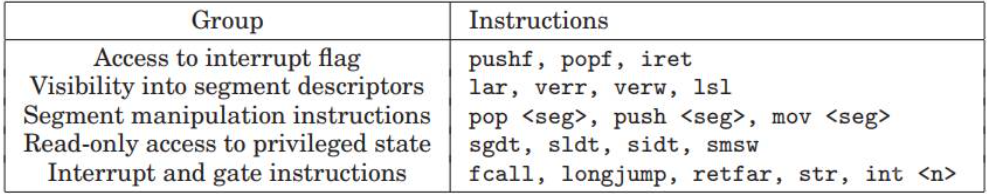 Group Instructions
Access to interrupt flag pushf, popf, iret
Visibility into segment descriptors lar, verr, verw, lsl
Segment manipulation instructions pop <seg>, push <seg>, mov <seg>
Read-only access to privileged state sgdt, sldt, sidt, smsw
Interrupt and gate instructions fcall, longjump, retfar, str, int <n>